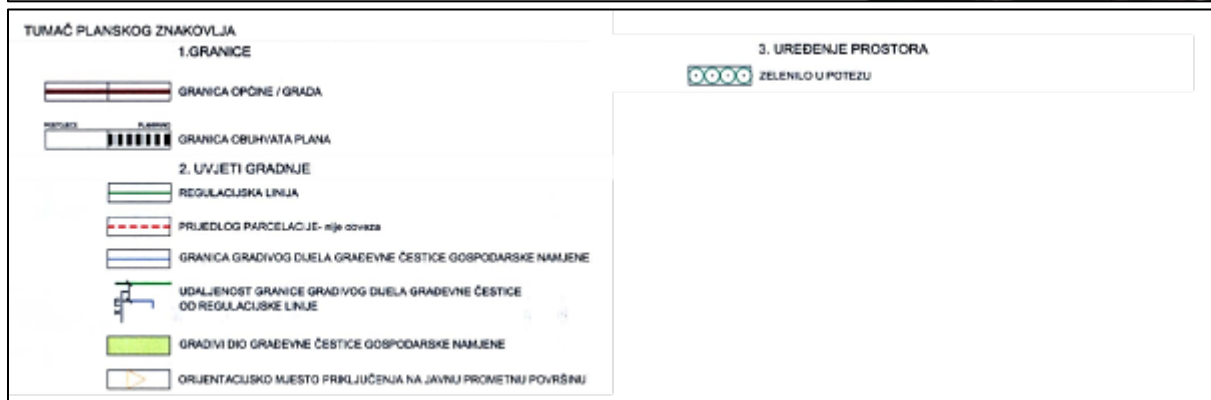 TUMAČ PLANSKOG ZNAKOVLJA
1.GRANICE
GRANICA OPĆINE / GRADA
GRANICA OBUHVATA PLANA
2. UVJETI GRADNJE
REGULACIJSKA LINIJA
PRIJEDLOG PARCELACIJE- nije obveza
GRANICA GRADIVOG DIJELA GRAĐEVNE ČESTICE GOSPODARSKE NAMJENE
UDALJENOST GRANICE GRADIVOG DIJELA GRAĐEVNE ČESTICE
OD REGULACIJSKE LINIJE
GRADIVI DIO GRAĐEVNE ČESTICE GOSPODARSKE NAMJENE
ORIJENTACIJSKO MJESTO PRIKLJUČENJA NA JAVNU PROMETNU POVRŠINU
3. UREĐENJE PROSTORA
ZELENILO U POTEZU